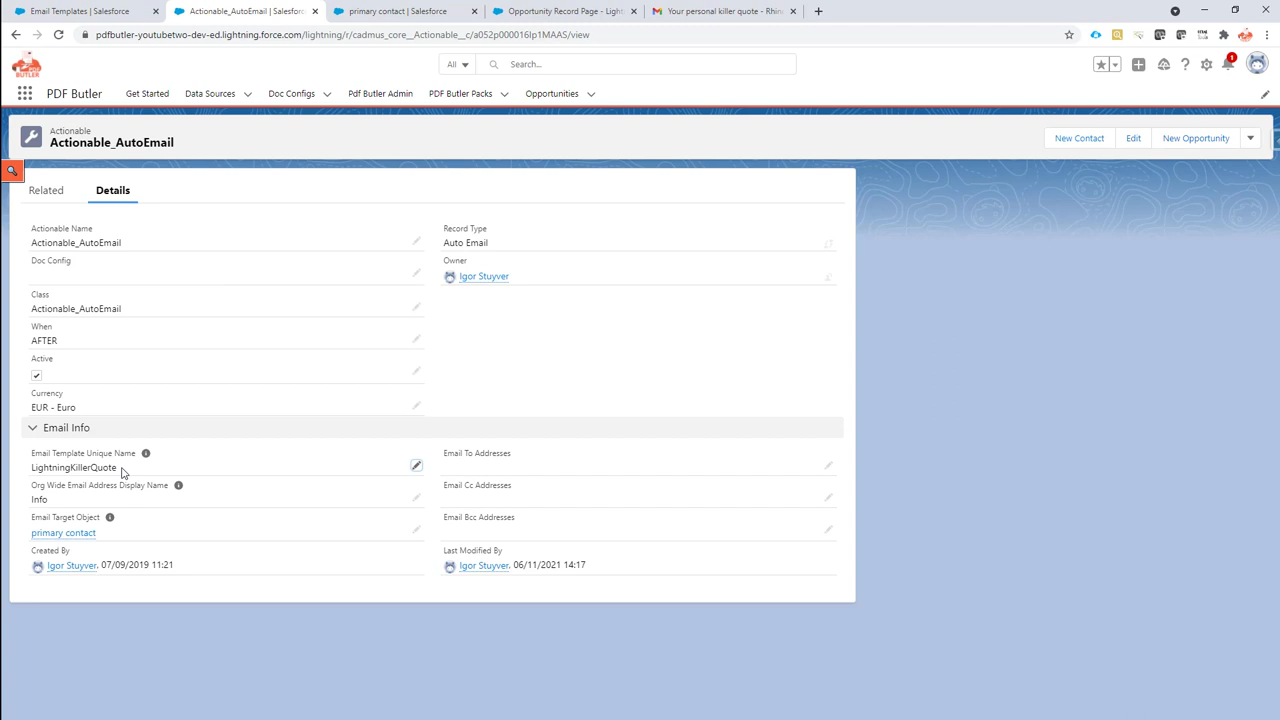 Email Templates | Salesforce
Actionable_AutoEmail | Salesforc
primary contact | Salesforce
Opportunity Record Page - Light
Your personal killer quote - Rhin
pdfbutler-youtubetwo-dev-ed.lightning.force.com/lightning/r/cadmus_core__Actionable__c/a052p000016Ip1MAAS/view
BUTLER
All
Search...
1
PDF Butler
Get Started
Data Sources
Doc Configs
Pdf Butler Admin
PDF Butler Packs
Opportunities
Actionable
Actionable_AutoEmail
New Contact
Edit
New Opportunity
Related
Details
Actionable Name
Actionable_AutoEmail
Record Type
Auto Email
Doc Config
Owner
Igor Stuyver
Class
Actionable_AutoEmail
When
AFTER
Active
Currency
EUR - Euro
Email Info
Email Template Unique Name
LightningKillerQuote
Email To Addresses
Org Wide Email Address Display Name
Info
Email Cc Addresses
Email Target Object
primary contact
Email Bcc Addresses
Created By
Igor Stuyver, 07/09/2019 11:21
Last Modified By
Igor Stuyver, 06/11/2021 14:17